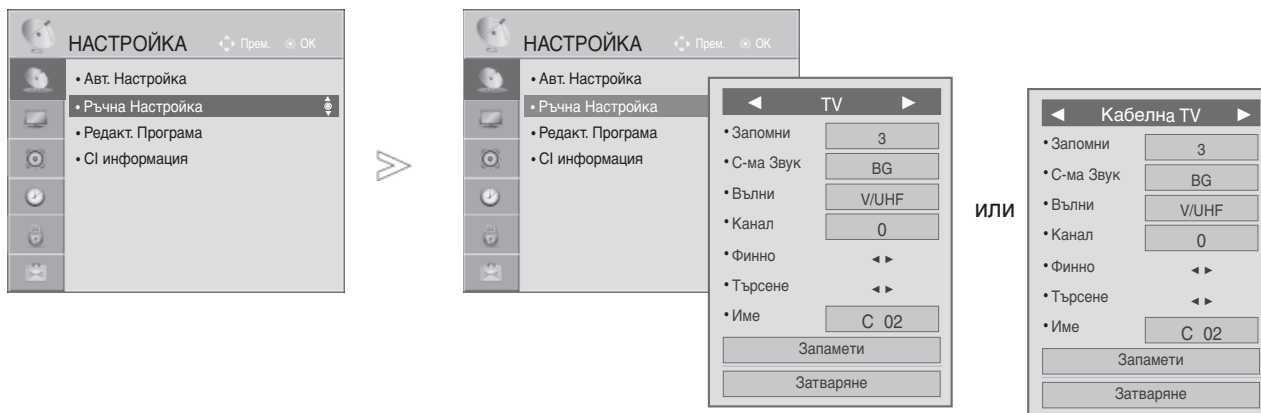 НАСТРОЙКА Прем. OK
• Авт. Настройка
• Ръчна Настройка
• Редакт. Програма
• CI информация
НАСТРОЙКА Прем. OK
• Авт. Настройка
• Ръчна Настройка
• Редакт. Програма
• CI информация
◄ TV ►
• Запомни 3
• С-ма Звук BG
• Вълни V/UHF
• Канал 0
• Финно ◄ ►
• Търсене ◄ ►
• Име C 02
Запамети
Затваряне
или
◄ Кабелна TV ►
• Запомни 3
• С-ма Звук BG
• Вълни V/UHF
• Канал 0
• Финно ◄ ►
• Търсене ◄ ►
• Име C 02
Запамети
Затваряне